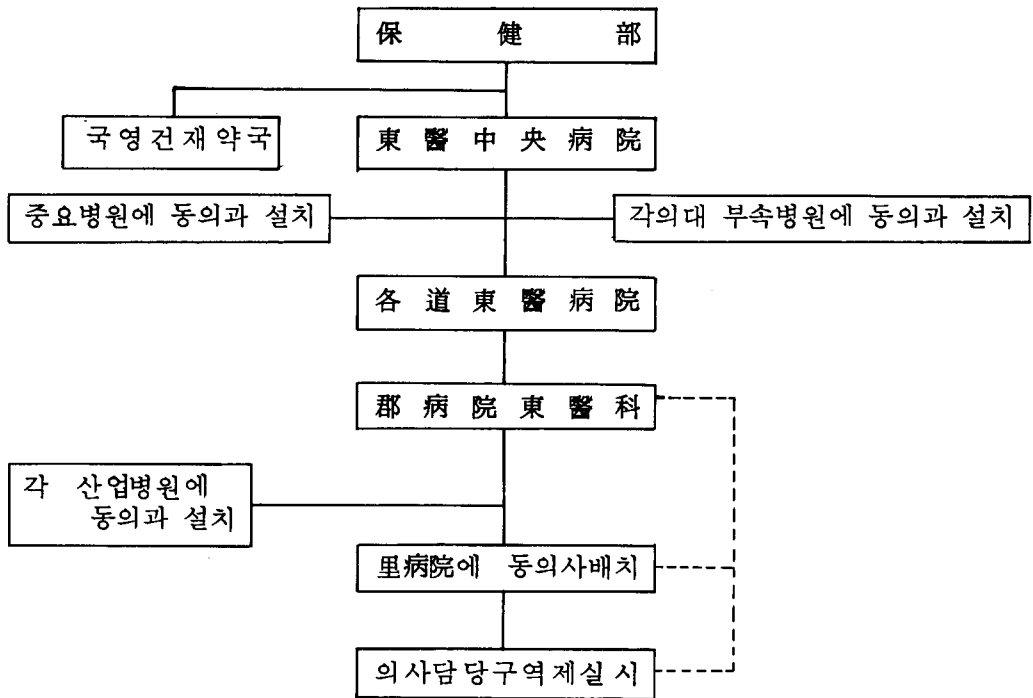 保健部
국영건재약국
東醫中央病院
중요병원에 동의과 설치
각의대 부속병원에 동의과 설치
各道東醫病院
郡病院東醫科
각 산업병원에
동의과 설치
里病院에 동의사배치
의사담당구역제실시